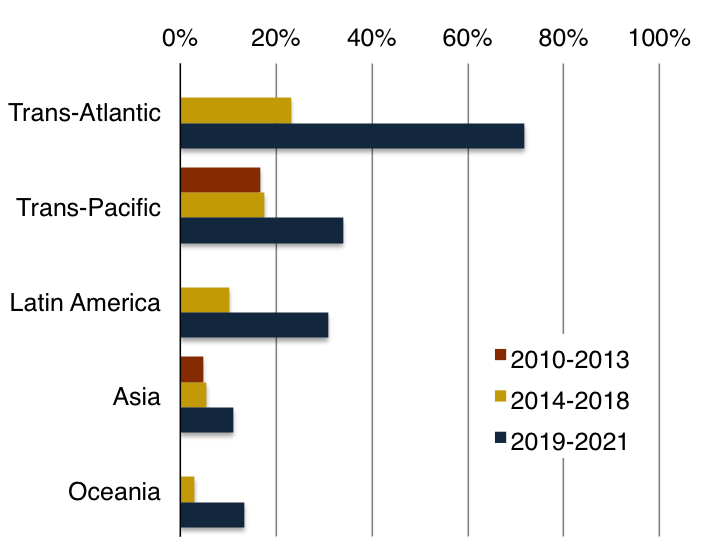 0% 20% 40% 60% 80% 100%
Trans-Atlantic
Trans-Pacific
Latin America
Asia
Oceania
2010-2013
2014-2018
2019-2021